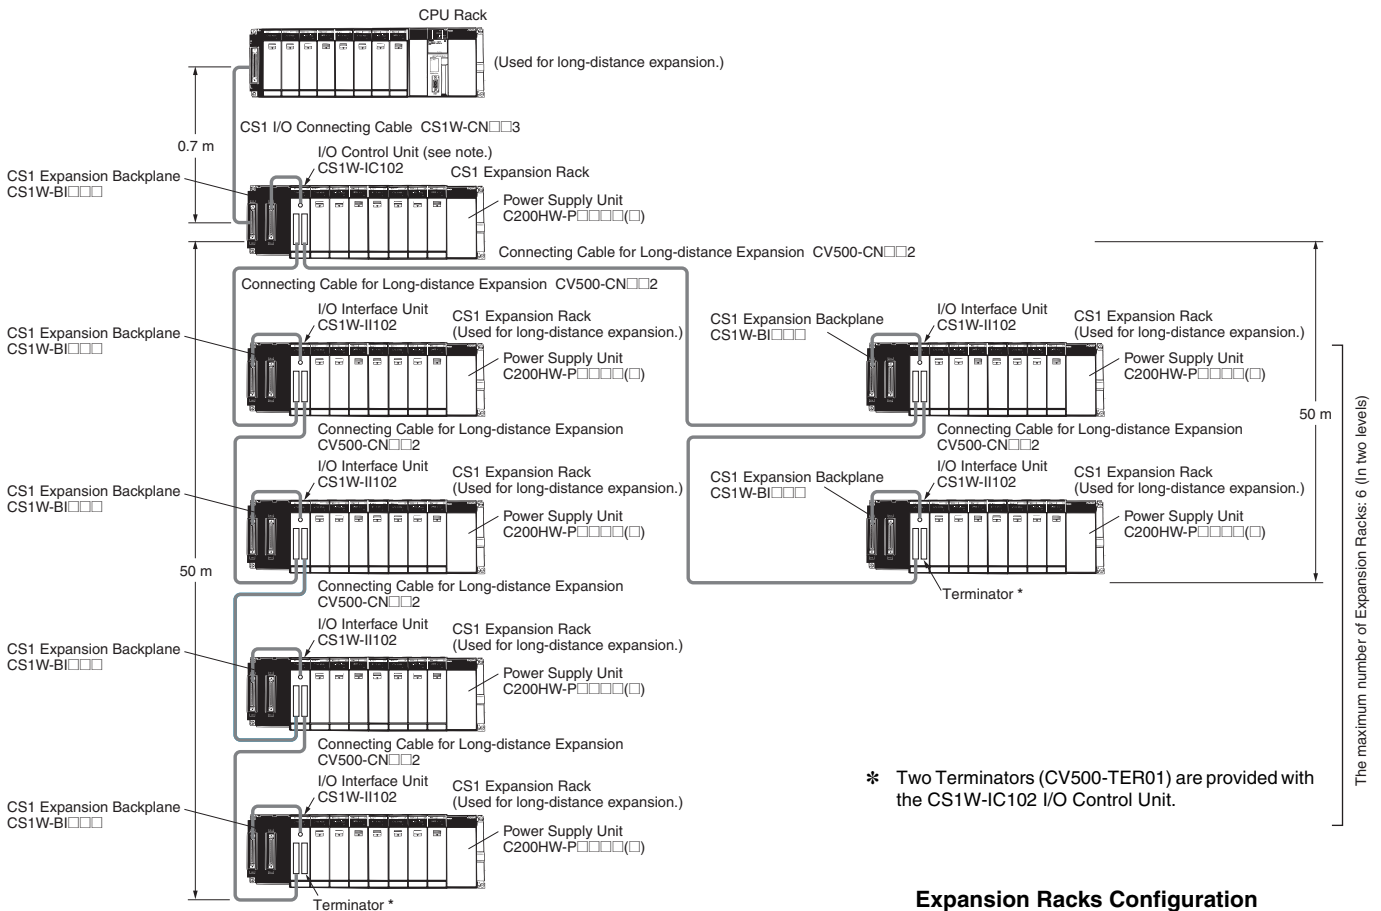 CPU Rack
(Used for long-distance expansion.)
CS1 I/O Connecting Cable CS1W-CN□□3
0.7 m
I/O Control Unit (see note.)
CS1W-IC102
CS1 Expansion Rack
CS1 Expansion Backplane
CS1W-BI□□□
Power Supply Unit
C200HW-P□□□□(□)
Connecting Cable for Long-distance Expansion CV500-CN□□2
Connecting Cable for Long-distance Expansion CV500-CN□□2
I/O Interface Unit
CS1W-II102
CS1 Expansion Rack
(Used for long-distance expansion.)
CS1 Expansion Backplane
CS1W-BI□□□
Power Supply Unit
C200HW-P□□□□(□)
Connecting Cable for Long-distance Expansion
CV500-CN□□2
I/O Interface Unit
CS1W-II102
CS1 Expansion Rack
(Used for long-distance expansion.)
CS1 Expansion Backplane
CS1W-BI□□□
Power Supply Unit
C200HW-P□□□□(□)
50 m
Connecting Cable for Long-distance Expansion
CV500-CN□□2
I/O Interface Unit
CS1W-II102
CS1 Expansion Rack
(Used for long-distance expansion.)
CS1 Expansion Backplane
CS1W-BI□□□
Power Supply Unit
C200HW-P□□□□(□)
Connecting Cable for Long-distance Expansion
CV500-CN□□2
I/O Interface Unit
CS1W-II102
CS1 Expansion Rack
(Used for long-distance expansion.)
CS1 Expansion Backplane
CS1W-BI□□□
Power Supply Unit
C200HW-P□□□□(□)
Terminator *
I/O Interface Unit
CS1W-II102
CS1 Expansion Rack
(Used for long-distance expansion.)
CS1 Expansion Backplane
CS1W-BI□□□
Power Supply Unit
C200HW-P□□□□(□)
50 m
Connecting Cable for Long-distance Expansion
CV500-CN□□2
I/O Interface Unit
CS1W-II102
CS1 Expansion Rack
(Used for long-distance expansion.)
CS1 Expansion Backplane
CS1W-BI□□□
Power Supply Unit
C200HW-P□□□□(□)
Terminator *
The maximum number of Expansion Racks: 6 (In two levels)
* Two Terminators (CV500-TER01) are provided with
the CS1W-IC102 I/O Control Unit.
Expansion Racks Configuration